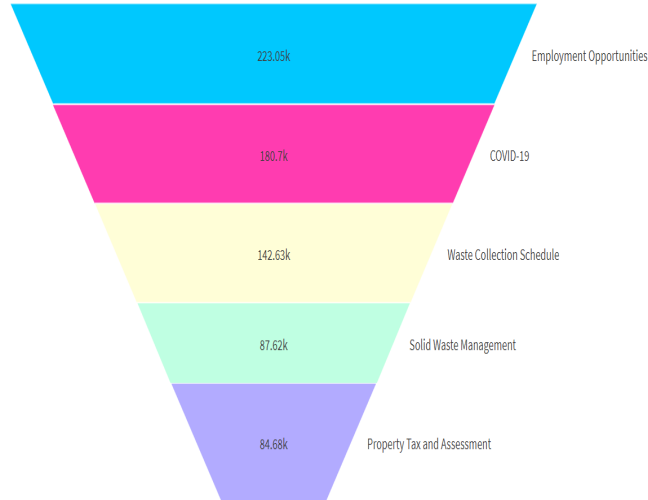 223.05k Employment Opportunities
180.7k COVID-19
142.63k Waste Collection Schedule
87.62k Solid Waste Management
84.68k Property Tax and Assessment